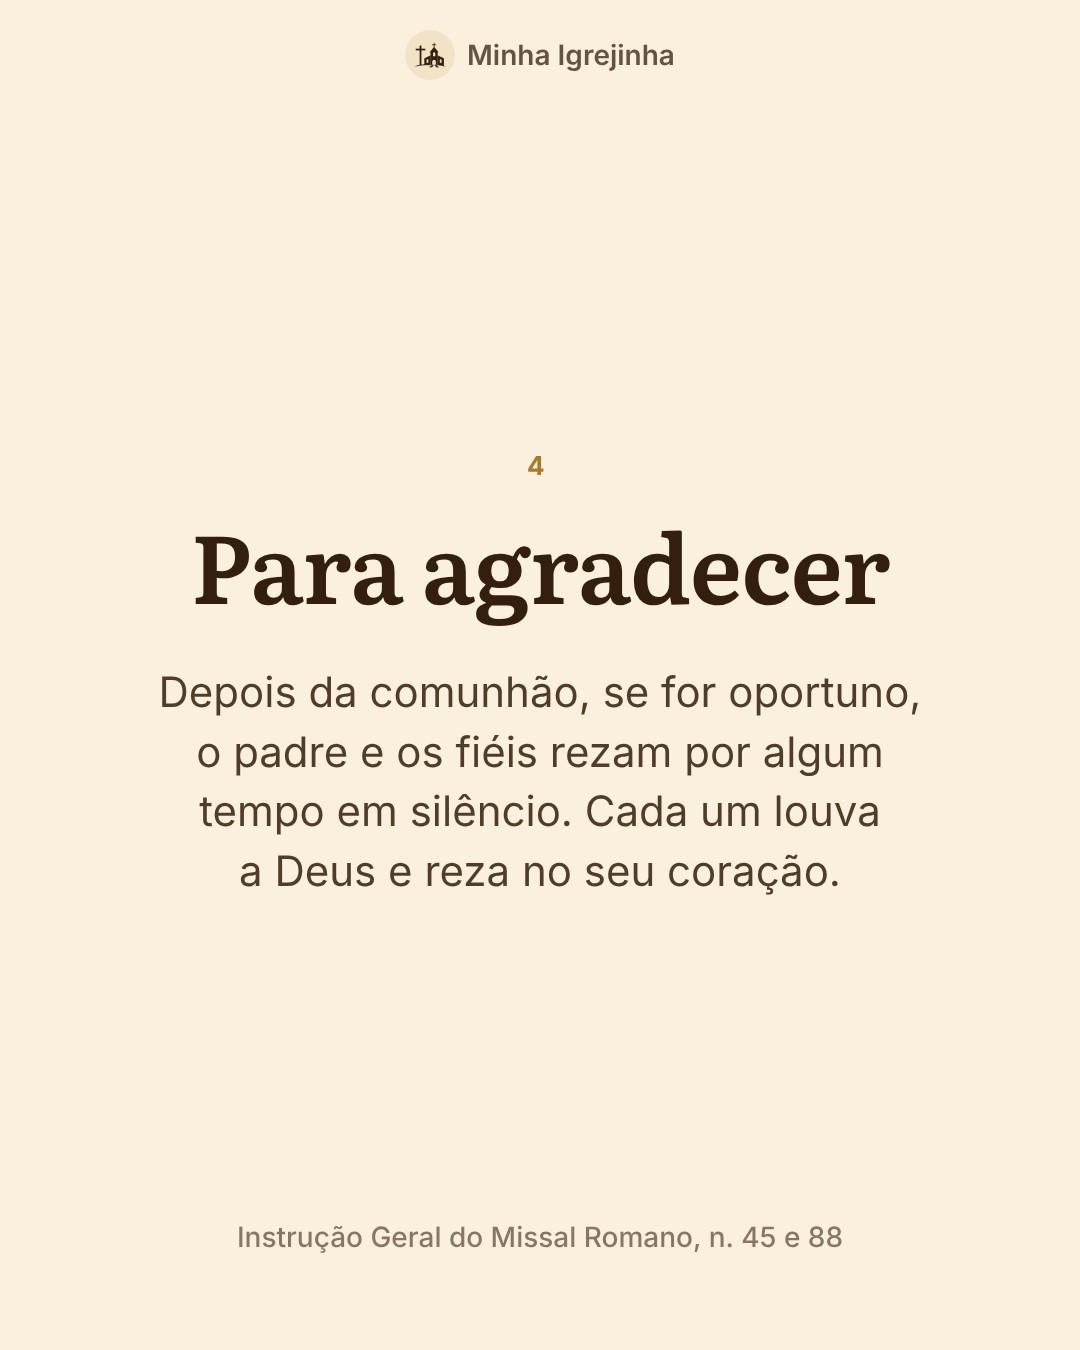 Minha Igrejinha
4
Para agradecer
Depois da comunhão, se for oportuno,
o padre e os fiéis rezam por algum
tempo em silêncio. Cada um louva
a Deus e reza no seu coração.
Instrução Geral do Missal Romano, n. 45 e 88